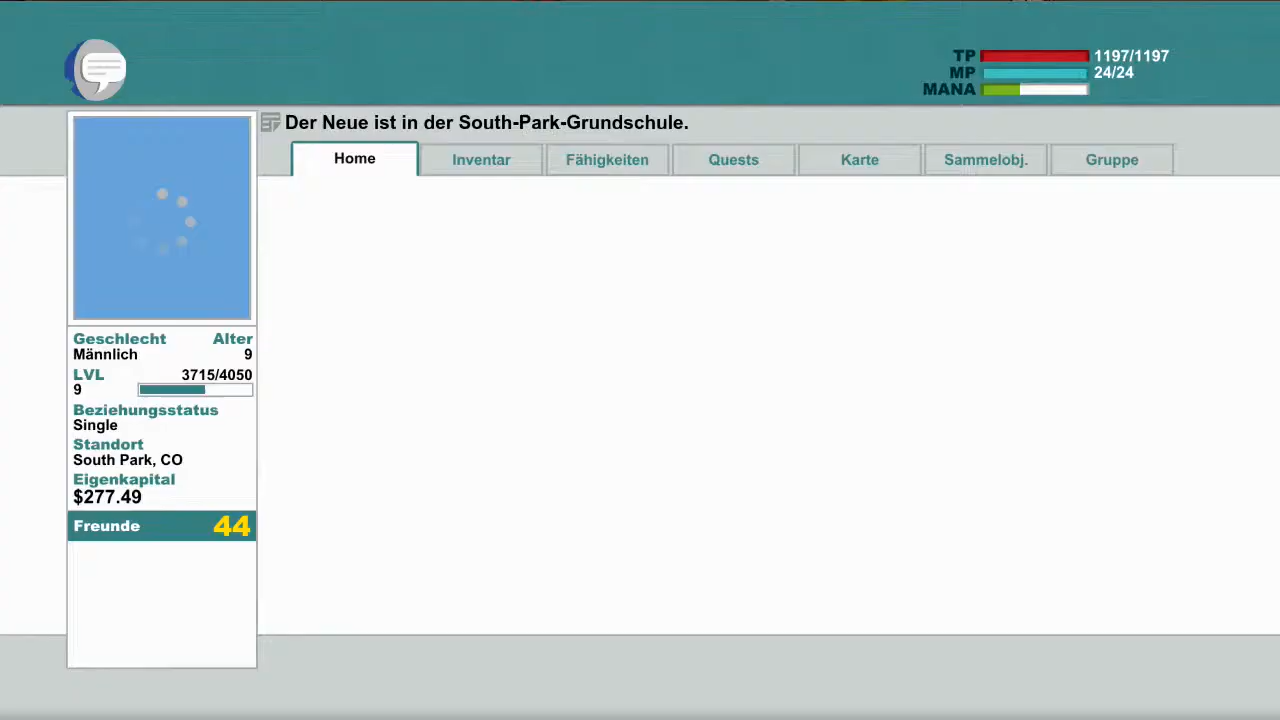 TP 1197/1197
MP 24/24
MANA
Der Neue ist in der South-Park-Grundschule.
Home Inventar Fähigkeiten Quests Karte Sammelobj. Gruppe
Geschlecht Alter
Männlich 9
LVL 3715/4050
9
Beziehungsstatus
Single
Standort
South Park, CO
Eigenkapital
$277.49
Freunde 44